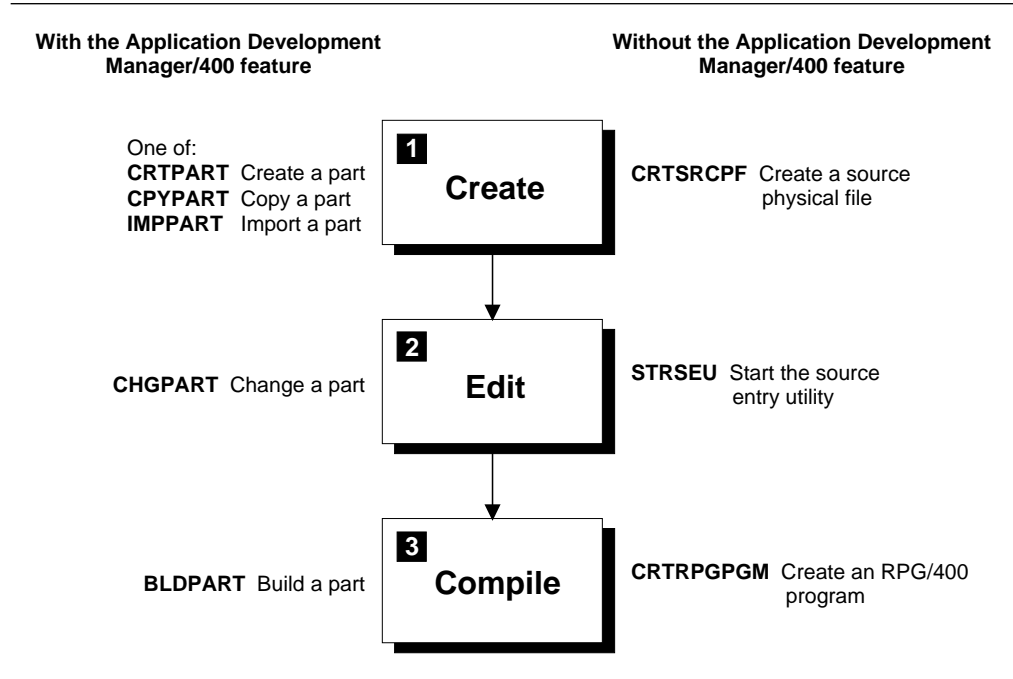 With the Application Development
Manager/400 feature
Without the Application Development
Manager/400 feature
One of:
CRTPART Create a part
CPYPART Copy a part
IMPPART Import a part
1
Create
CRTSRCPF Create a source
physical file
CHGPART Change a part
2
Edit
STRSEU Start the source
entry utility
BLDPART Build a part
3
Compile
CRTRPGPGM Create an RPG/400
program